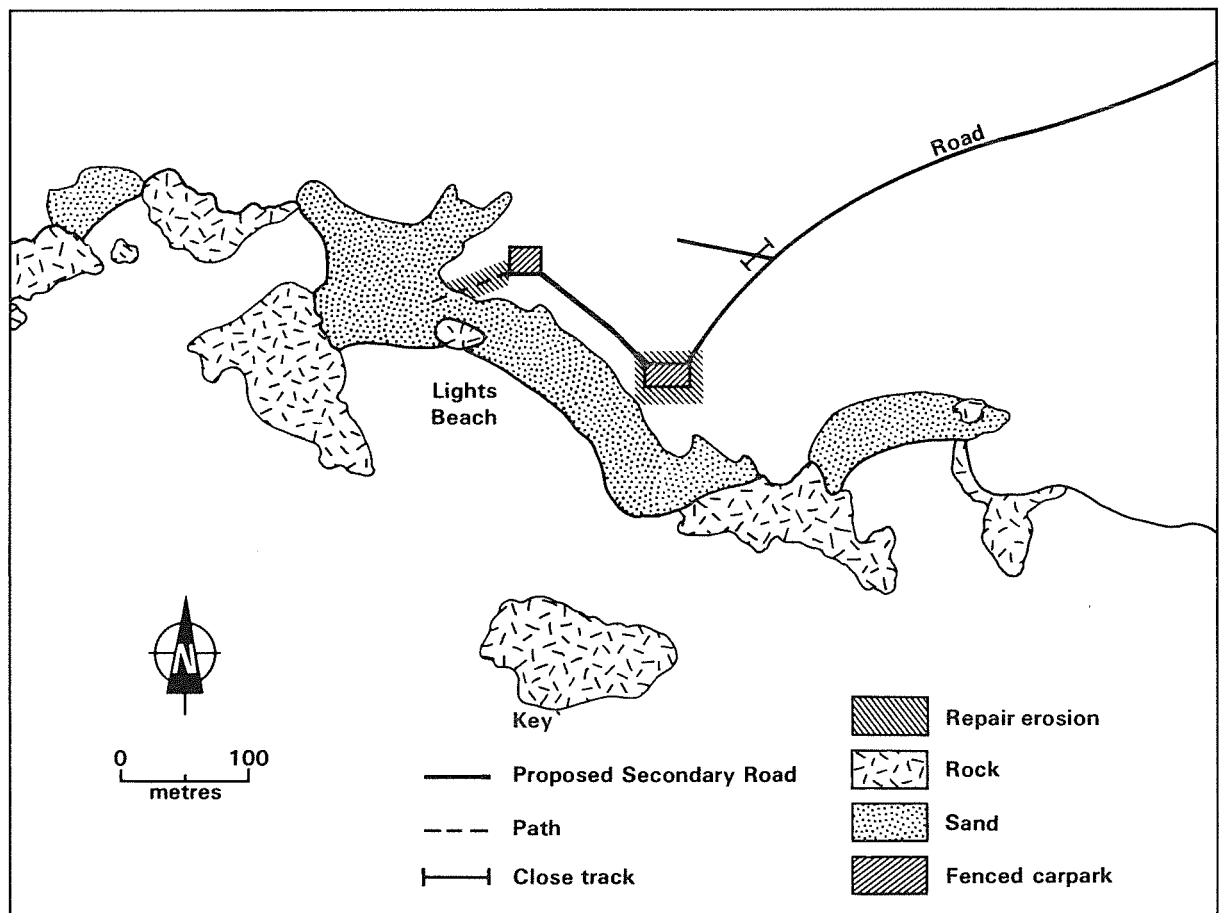 Road
Lights
Beach
N
0 100
metres
Key
Proposed Secondary Road
Path
Close track
Repair erosion
Rock
Sand
Fenced carpark